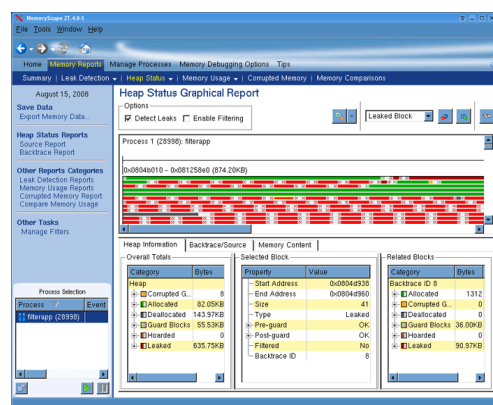 MemoryScape 2T.4.0-5
File Tools Window Help
Home Memory Reports Manage Processes Memory Debugging Options Tips
Summary | Leak Detection | Heap Status | Memory Usage | Corrupted Memory | Memory Comparisons
August 15, 2008
Save Data
Export Memory Data...
Heap Status Reports
Source Report
Backtrace Report
Other Reports Categories
Leak Detection Reports
Memory Usage Reports
Corrupted Memory Report
Compare Memory Usage
Other Tasks
Manage Filters
Process Selection
Process Event
filterapp (28998)
Heap Status Graphical Report
Options
Detect Leaks Enable Filtering
Leaked Block
Process 1 (28998): filterapp
0x0804b010 - 0x081258e0 (874.20KB)
Heap Information Backtrace/Source Memory Content
Overall Totals
Category Bytes
Heap
Corrupted G... 8
Allocated 82.05KB
Deallocated 143.97KB
Guard Blocks 55.53KB
Hoarded 0
Leaked 635.75KB
Selected Block
Property Value
Start Address 0x0804d938
End Address 0x0804d960
Size 41
Type Leaked
Pre-guard OK
Post-guard OK
Filtered No
Backtrace ID 8
Related Blocks
Category Bytes
Backtrace ID 8
Allocated 1312
Corrupted G... 0
Deallocated 0
Guard Blocks 36.00KB
Hoarded 0
Leaked 90.97KB